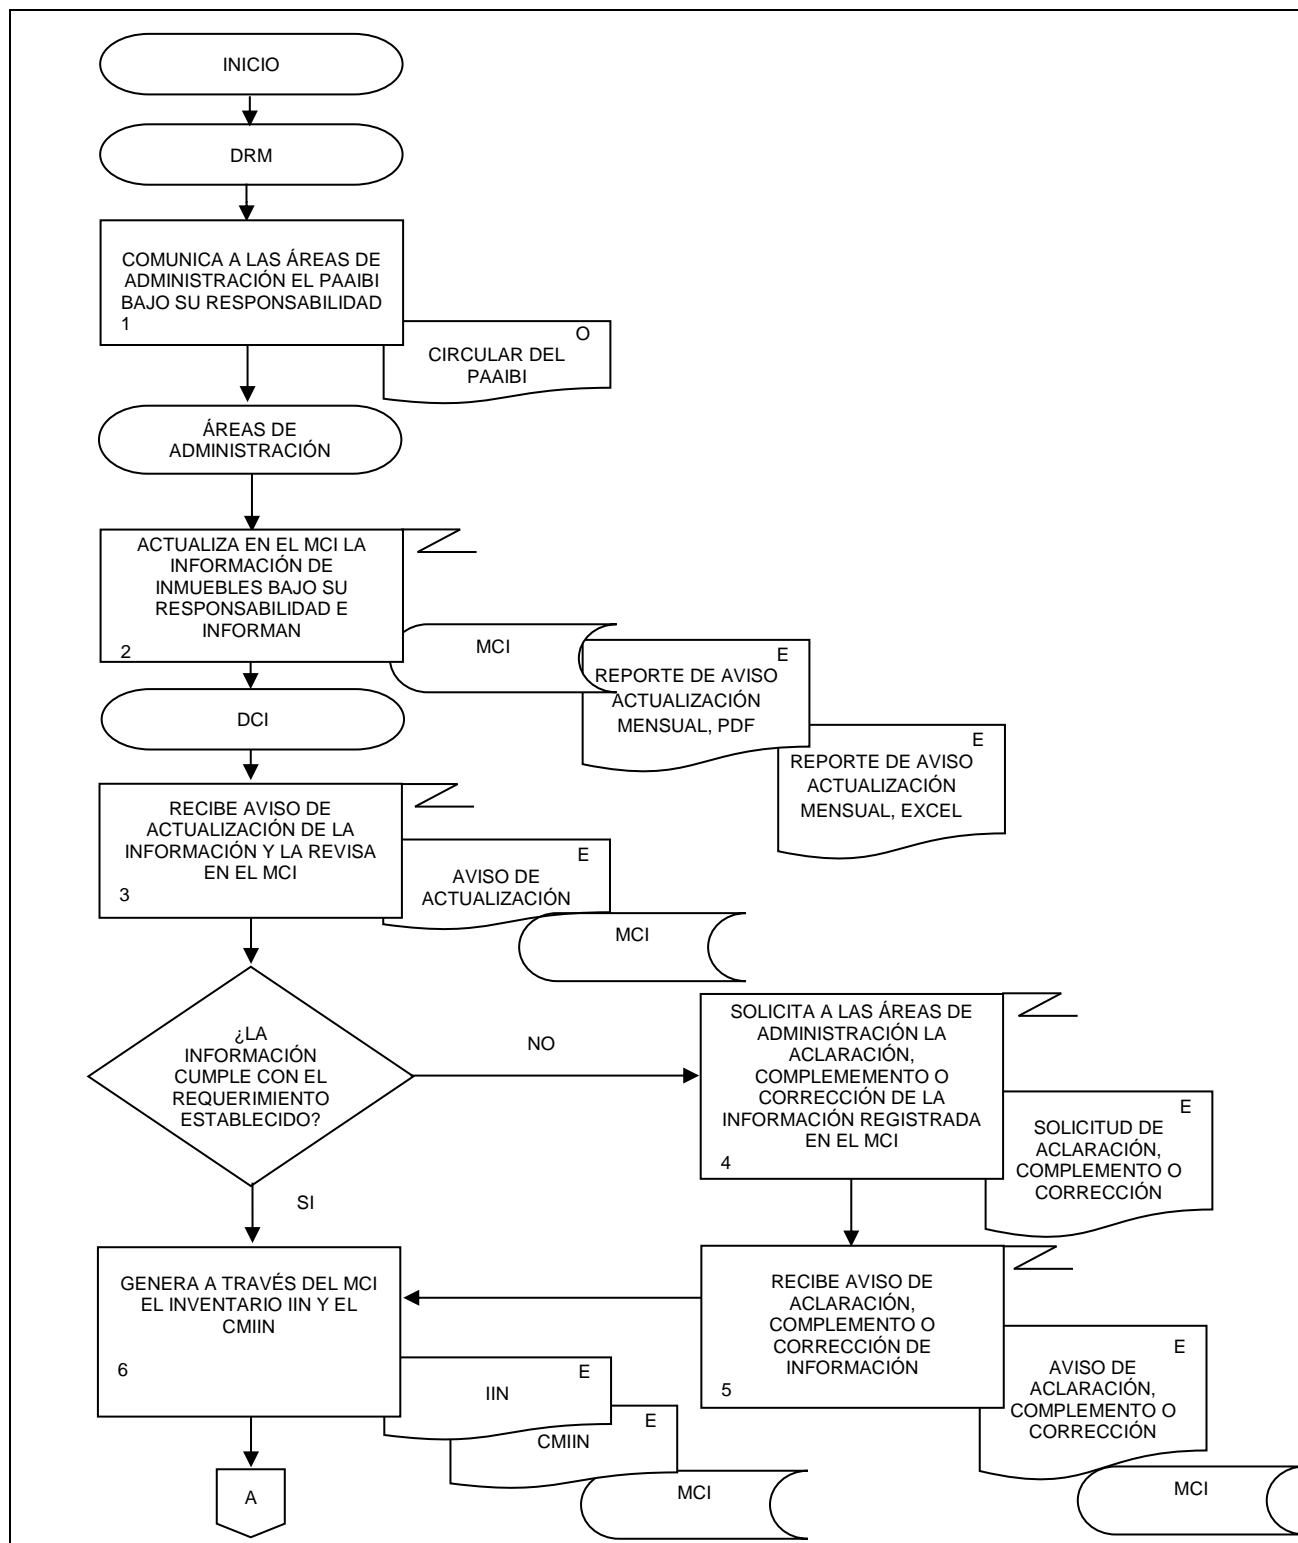 INICIO
DRM
COMUNICA A LAS ÁREAS DE
ADMINISTRACIÓN EL PAAIBI
BAJO SU RESPONSABILIDAD
1
O
CIRCULAR DEL
PAAIBI
ÁREAS DE
ADMINISTRACIÓN
ACTUALIZA EN EL MCI LA
INFORMACIÓN DE
INMUEBLES BAJO SU
RESPONSABILIDAD E
INFORMAN
2
MCI
E
REPORTE DE AVISO
ACTUALIZACIÓN
MENSUAL, PDF
E
REPORTE DE AVISO
ACTUALIZACIÓN
MENSUAL, EXCEL
DCI
RECIBE AVISO DE
ACTUALIZACIÓN DE LA
INFORMACIÓN Y LA REVISA
EN EL MCI
3
E
AVISO DE
ACTUALIZACIÓN
MCI
¿LA
INFORMACIÓN
CUMPLE CON EL
REQUERIMIENTO
ESTABLECIDO?
NO
SOLICITA A LAS ÁREAS DE
ADMINISTRACIÓN LA
ACLARACIÓN,
COMPLEMEMENTO O
CORRECCIÓN DE LA
INFORMACIÓN REGISTRADA
EN EL MCI
4
E
SOLICITUD DE
ACLARACIÓN,
COMPLEMENTO O
CORRECCIÓN
SI
RECIBE AVISO DE
ACLARACIÓN,
COMPLEMENTO O
CORRECCIÓN DE
INFORMACIÓN
5
E
AVISO DE
ACLARACIÓN,
COMPLEMENTO O
CORRECCIÓN
MCI
GENERA A TRAVÉS DEL MCI
EL INVENTARIO IIN Y EL
CMIIN
6
E
IIN
E
CMIIN
MCI
A